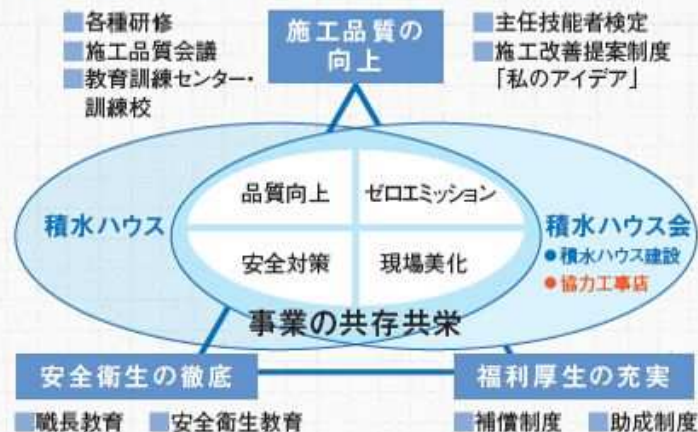 ■各種研修
■施工品質会議
■教育訓練センター・
訓練校
施工品質の
向上
■主任技能者検定
■施工改善提案制度
「私のアイデア」
品質向上
ゼロエミッション
積水ハウス
積水ハウス会
●積水ハウス建設
●協力工事店
安全対策
現場美化
事業の共存共栄
安全衛生の徹底
福利厚生の充実
■職長教育 ■安全衛生教育
■補償制度 ■助成制度